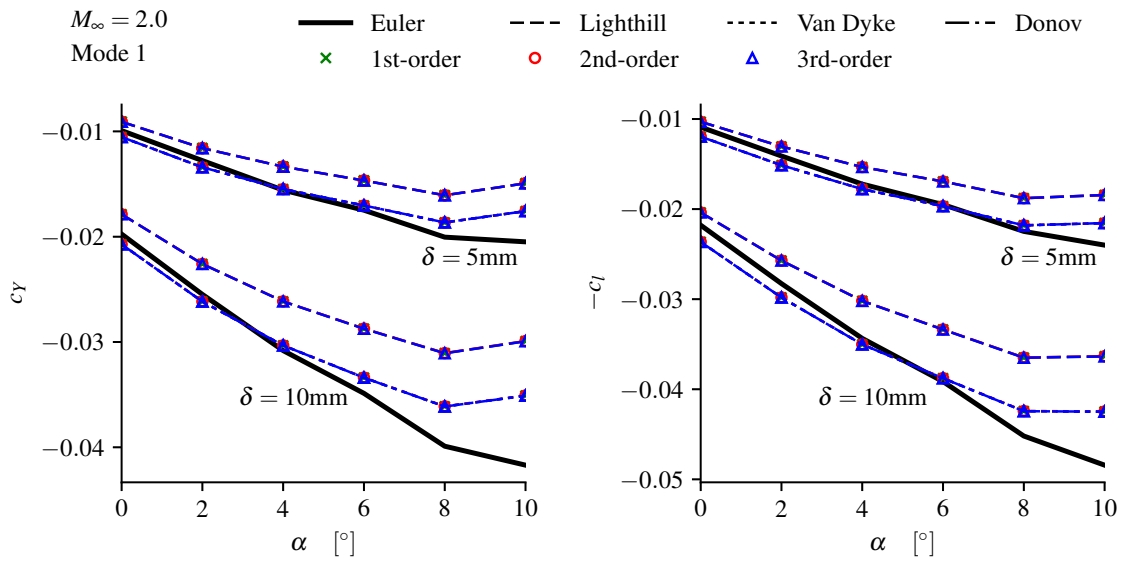 M∞ = 2.0
Mode 1
Euler
Lighthill
Van Dyke
Donov
1st-order
2nd-order
3rd-order
−0.01
−0.02
−0.03
−0.04
c_Y
δ = 5mm
δ = 10mm
0 2 4 6 8 10
α [°]
−0.01
−0.02
−0.03
−0.04
−0.05
−c_l
δ = 5mm
δ = 10mm
0 2 4 6 8 10
α [°]